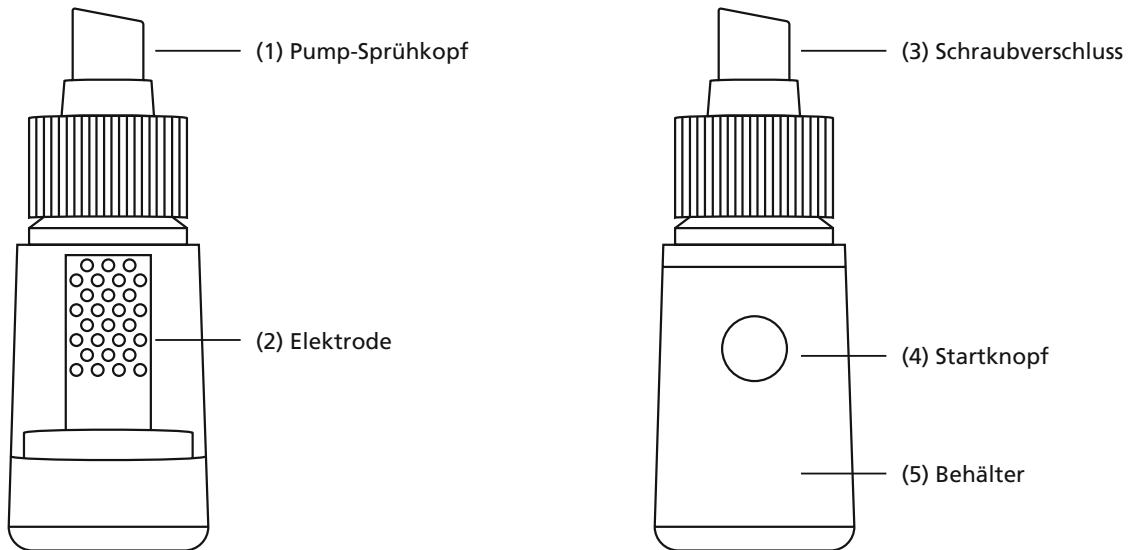 (1) Pump-Sprühkopf
(3) Schraubverschluss
(2) Elektrode
(4) Startknopf
(5) Behälter